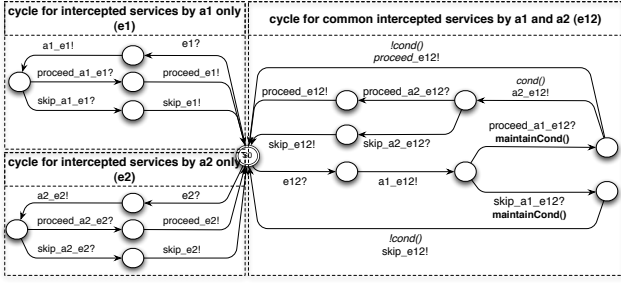 cycle for intercepted services by a1 only
(e1)
a1_e1!
e1?
proceed_a1_e1?
proceed_e1!
skip_a1_e1?
skip_e1!
cycle for intercepted services by a2 only
(e2)
a2_e2!
e2?
proceed_a2_e2?
proceed_e2!
skip_a2_e2?
skip_e2!
cycle for common intercepted services by a1 and a2 (e12)
!cond()
proceed_e12!
cond()
a2_e12!
proceed_e12!
proceed_a2_e12?
proceed_a1_e12?
maintainCond()
skip_e12!
skip_a2_e12?
e12?
a1_e12!
skip_a1_e12?
maintainCond()
!cond()
skip_e12!